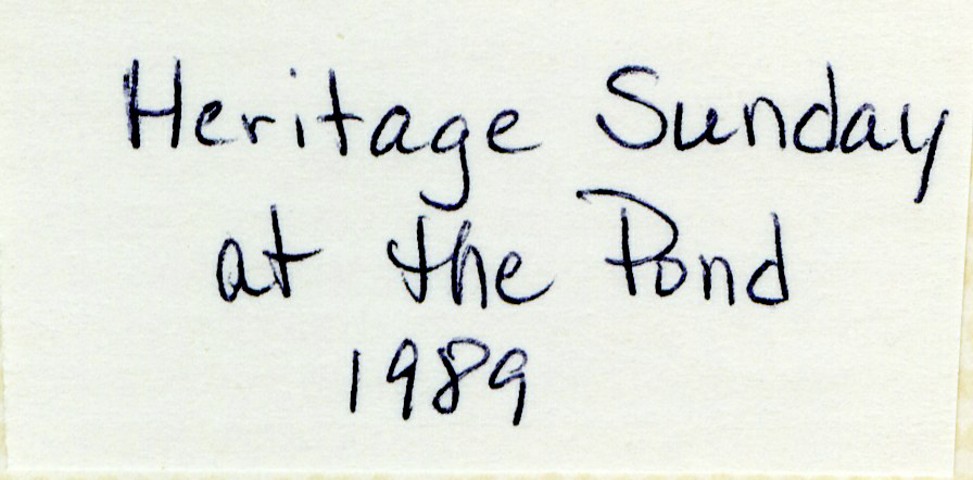 Heritage Sunday
at the Pond
1989